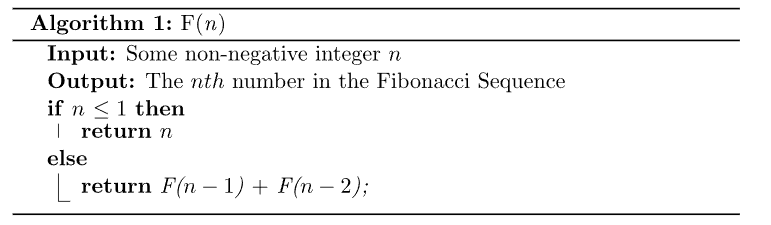 Algorithm 1: F(n)
Input: Some non-negative integer n
Output: The nth number in the Fibonacci Sequence
if n ≤ 1 then
return n
else
return F(n − 1) + F(n − 2);